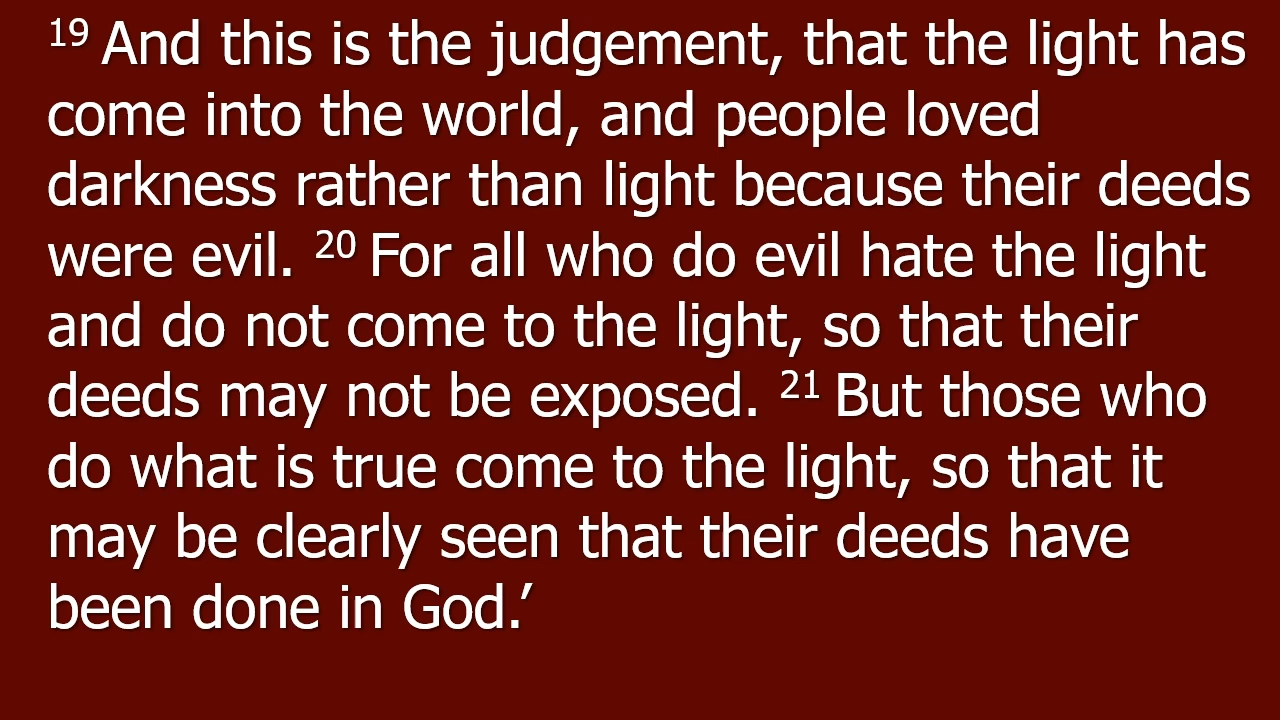 19 And this is the judgement, that the light has
come into the world, and people loved
darkness rather than light because their deeds
were evil. 20 For all who do evil hate the light
and do not come to the light, so that their
deeds may not be exposed. 21 But those who
do what is true come to the light, so that it
may be clearly seen that their deeds have
been done in God.’